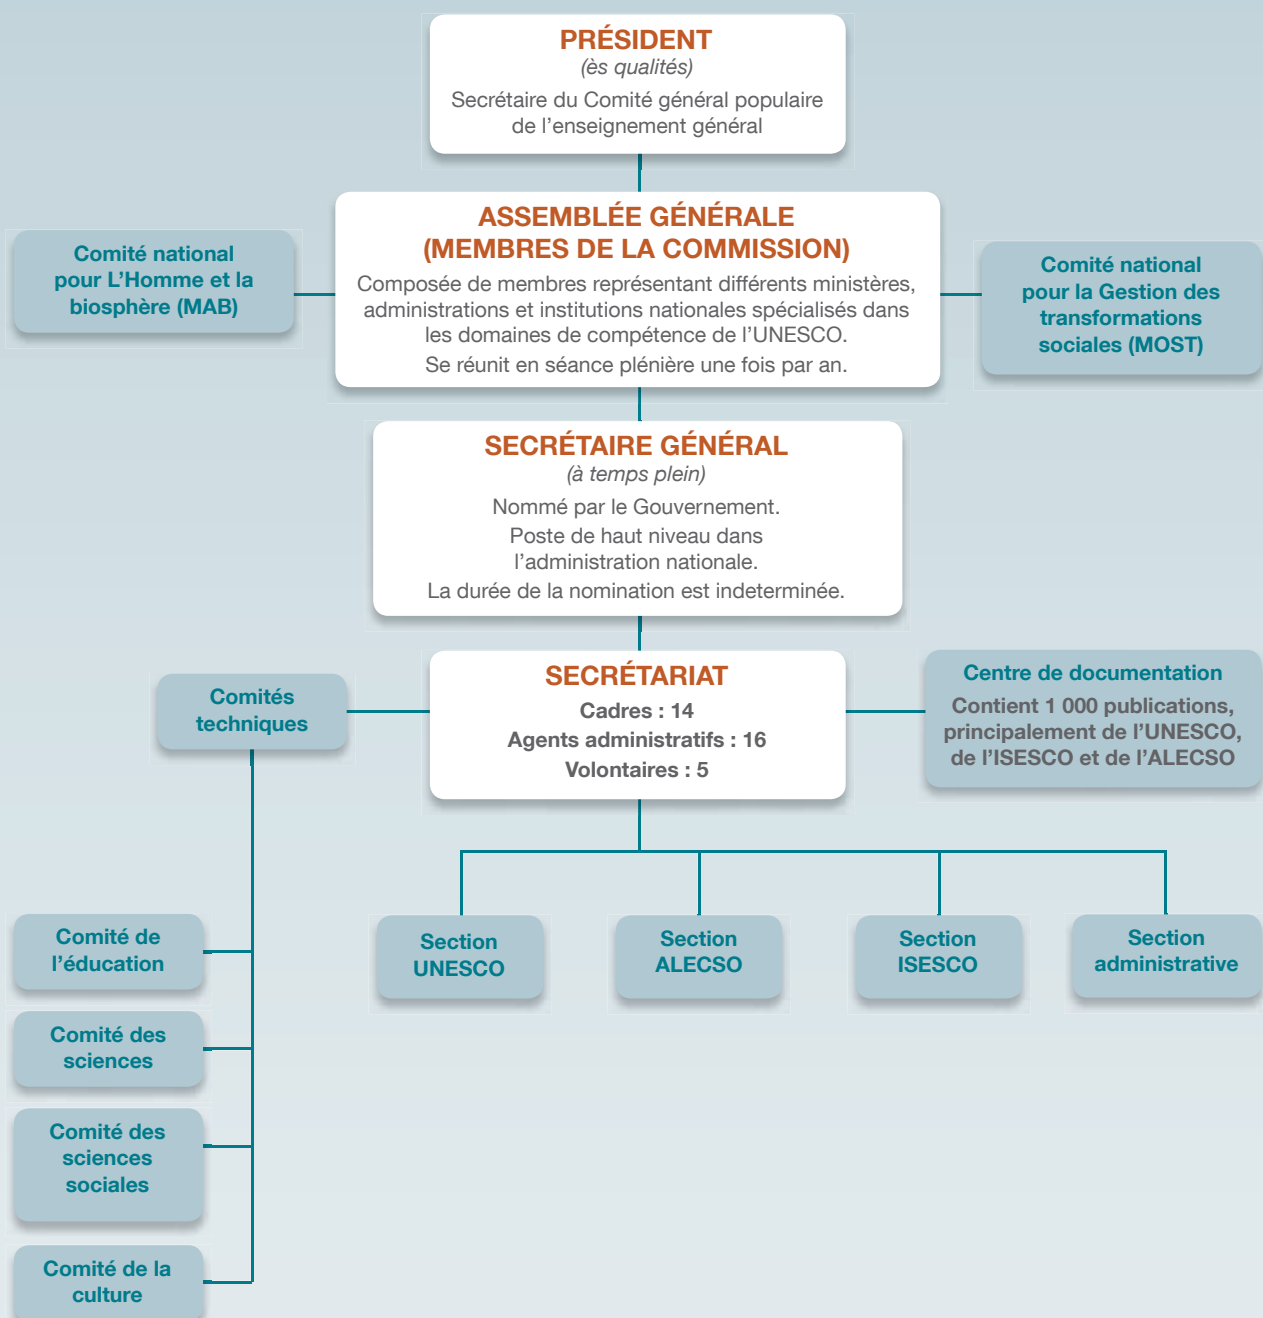 PRÉSIDENT
(ès qualités)
Secrétaire du Comité général populaire
de l'enseignement général
ASSEMBLÉE GÉNÉRALE
(MEMBRES DE LA COMMISSION)
Composée de membres représentant différents ministères,
administrations et institutions nationales spécialisés dans
les domaines de compétence de l'UNESCO.
Se réunit en séance plénière une fois par an.
Comité national
pour L'Homme et la
biosphère (MAB)
Comité national
pour la Gestion des
transformations
sociales (MOST)
SECRÉTAIRE GÉNÉRAL
(à temps plein)
Nommé par le Gouvernement.
Poste de haut niveau dans
l'administration nationale.
La durée de la nomination est indeterminée.
SECRÉTARIAT
Cadres : 14
Agents administratifs : 16
Volontaires : 5
Comités
techniques
Centre de documentation
Contient 1 000 publications,
principalement de l'UNESCO,
de l'ISESCO et de l'ALECSO
Comité de
l'éducation
Comité des
sciences
Comité des
sciences
sociales
Comité de la
culture
Section
UNESCO
Section
ALECSO
Section
ISESCO
Section
administrative